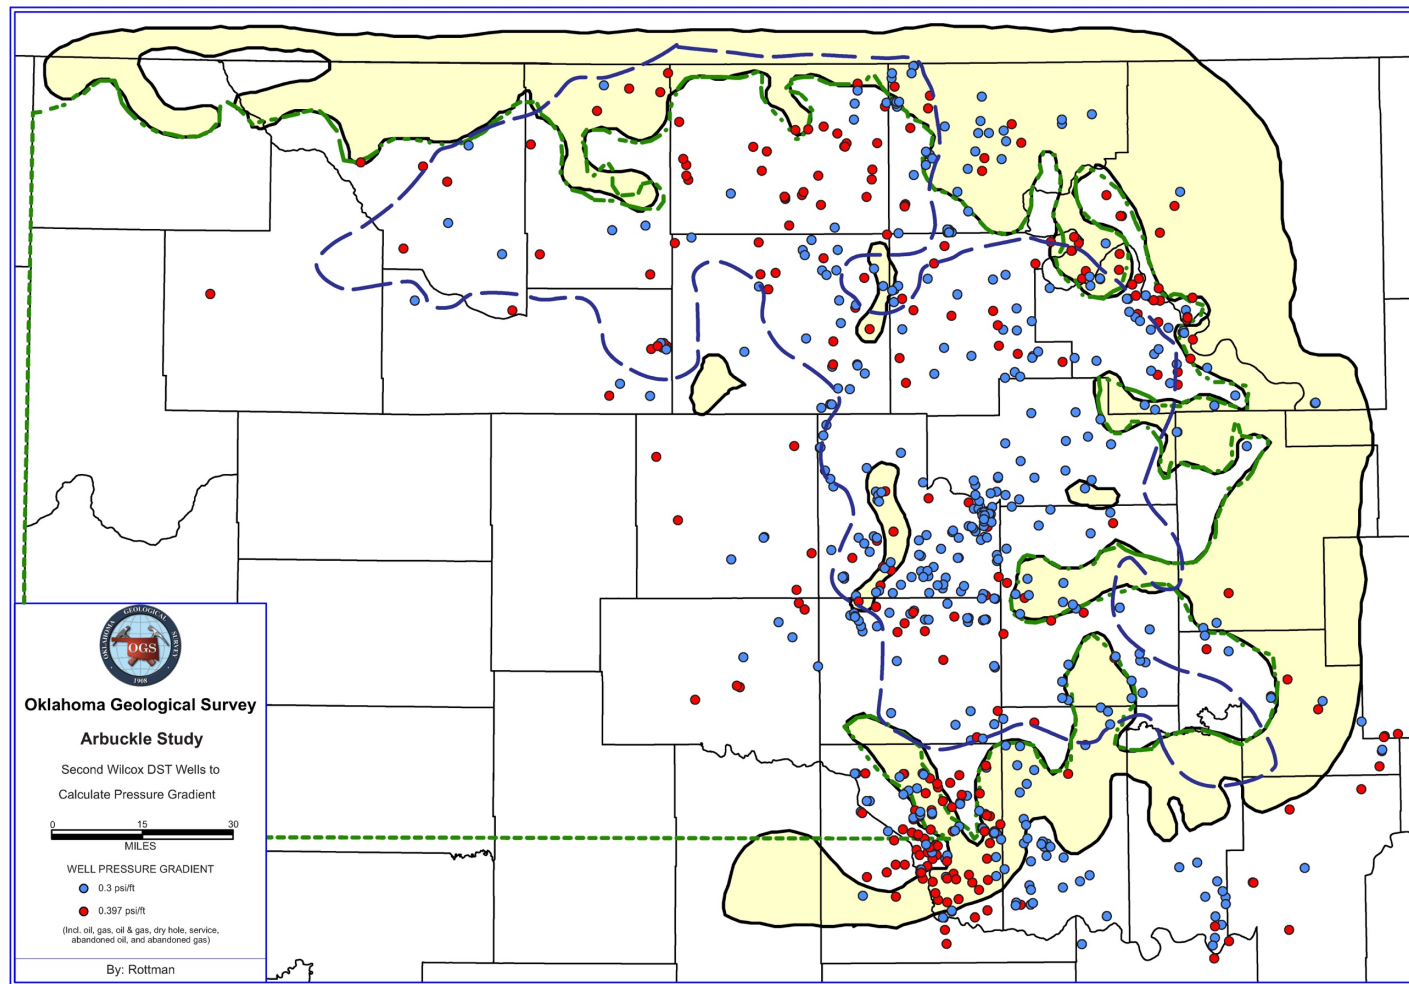 OKLAHOMA GEOLOGICAL SURVEY
OGS
1908
Oklahoma Geological Survey
Arbuckle Study
Second Wilcox DST Wells to
Calculate Pressure Gradient
0 15 30
MILES
WELL PRESSURE GRADIENT
0.3 psi/ft
0.397 psi/ft
(Incl. oil, gas, oil & gas, dry hole, service,
abandoned oil, and abandoned gas)
By: Rottman